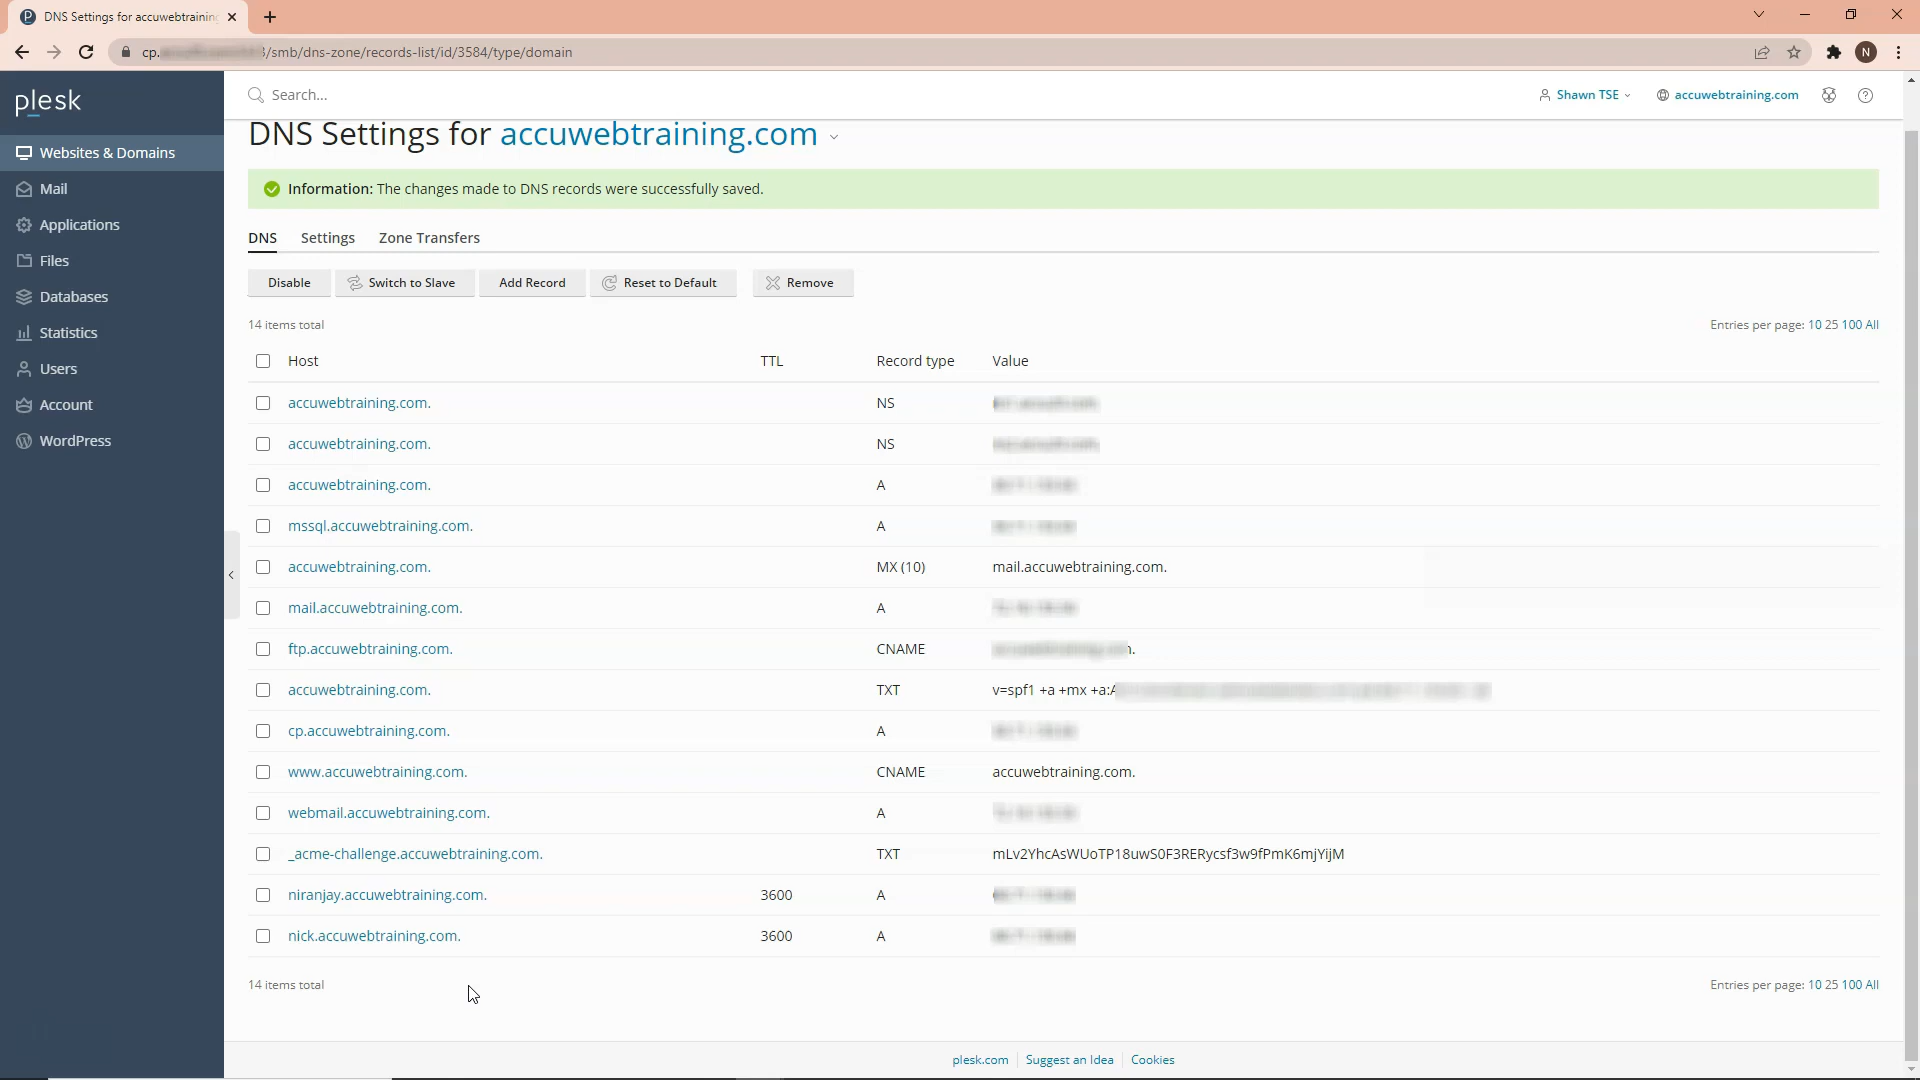 DNS Settings for accuwebtraining
cp. /smb/dns-zone/records-list/id/3584/type/domain
N
plesk
Search...
Shawn TSE
accuwebtraining.com
Websites & Domains
Mail
Applications
Files
Databases
Statistics
Users
Account
WordPress
DNS Settings for accuwebtraining.com
Information: The changes made to DNS records were successfully saved.
DNS Settings Zone Transfers
Disable Switch to Slave Add Record Reset to Default Remove
14 items total Entries per page: 10 25 100 All
Host TTL Record type Value
accuwebtraining.com. NS
accuwebtraining.com. NS
accuwebtraining.com. A
mssql.accuwebtraining.com. A
accuwebtraining.com. MX (10) mail.accuwebtraining.com.
mail.accuwebtraining.com. A
ftp.accuwebtraining.com. CNAME
accuwebtraining.com. TXT v=spf1 +a +mx
cp.accuwebtraining.com. A
www.accuwebtraining.com. CNAME accuwebtraining.com.
webmail.accuwebtraining.com. A
_acme-challenge.accuwebtraining.com. TXT mLv2YhcAsWUoTP18uwS0F3RERycsf3w9fPmK6mjYijM
niranjay.accuwebtraining.com. 3600 A
nick.accuwebtraining.com. 3600 A
14 items total Entries per page: 10 25 100 All
plesk.com Suggest an Idea Cookies